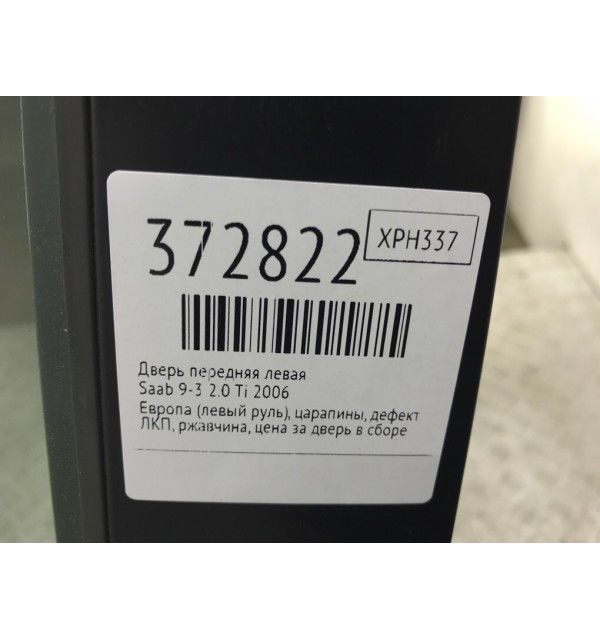 372822
XPH337
Дверь передняя левая
Saab 9-3 2.0 Ti 2006
Европа (левый руль), царапины, дефект
ЛКП, ржавчина, цена за дверь в сборе